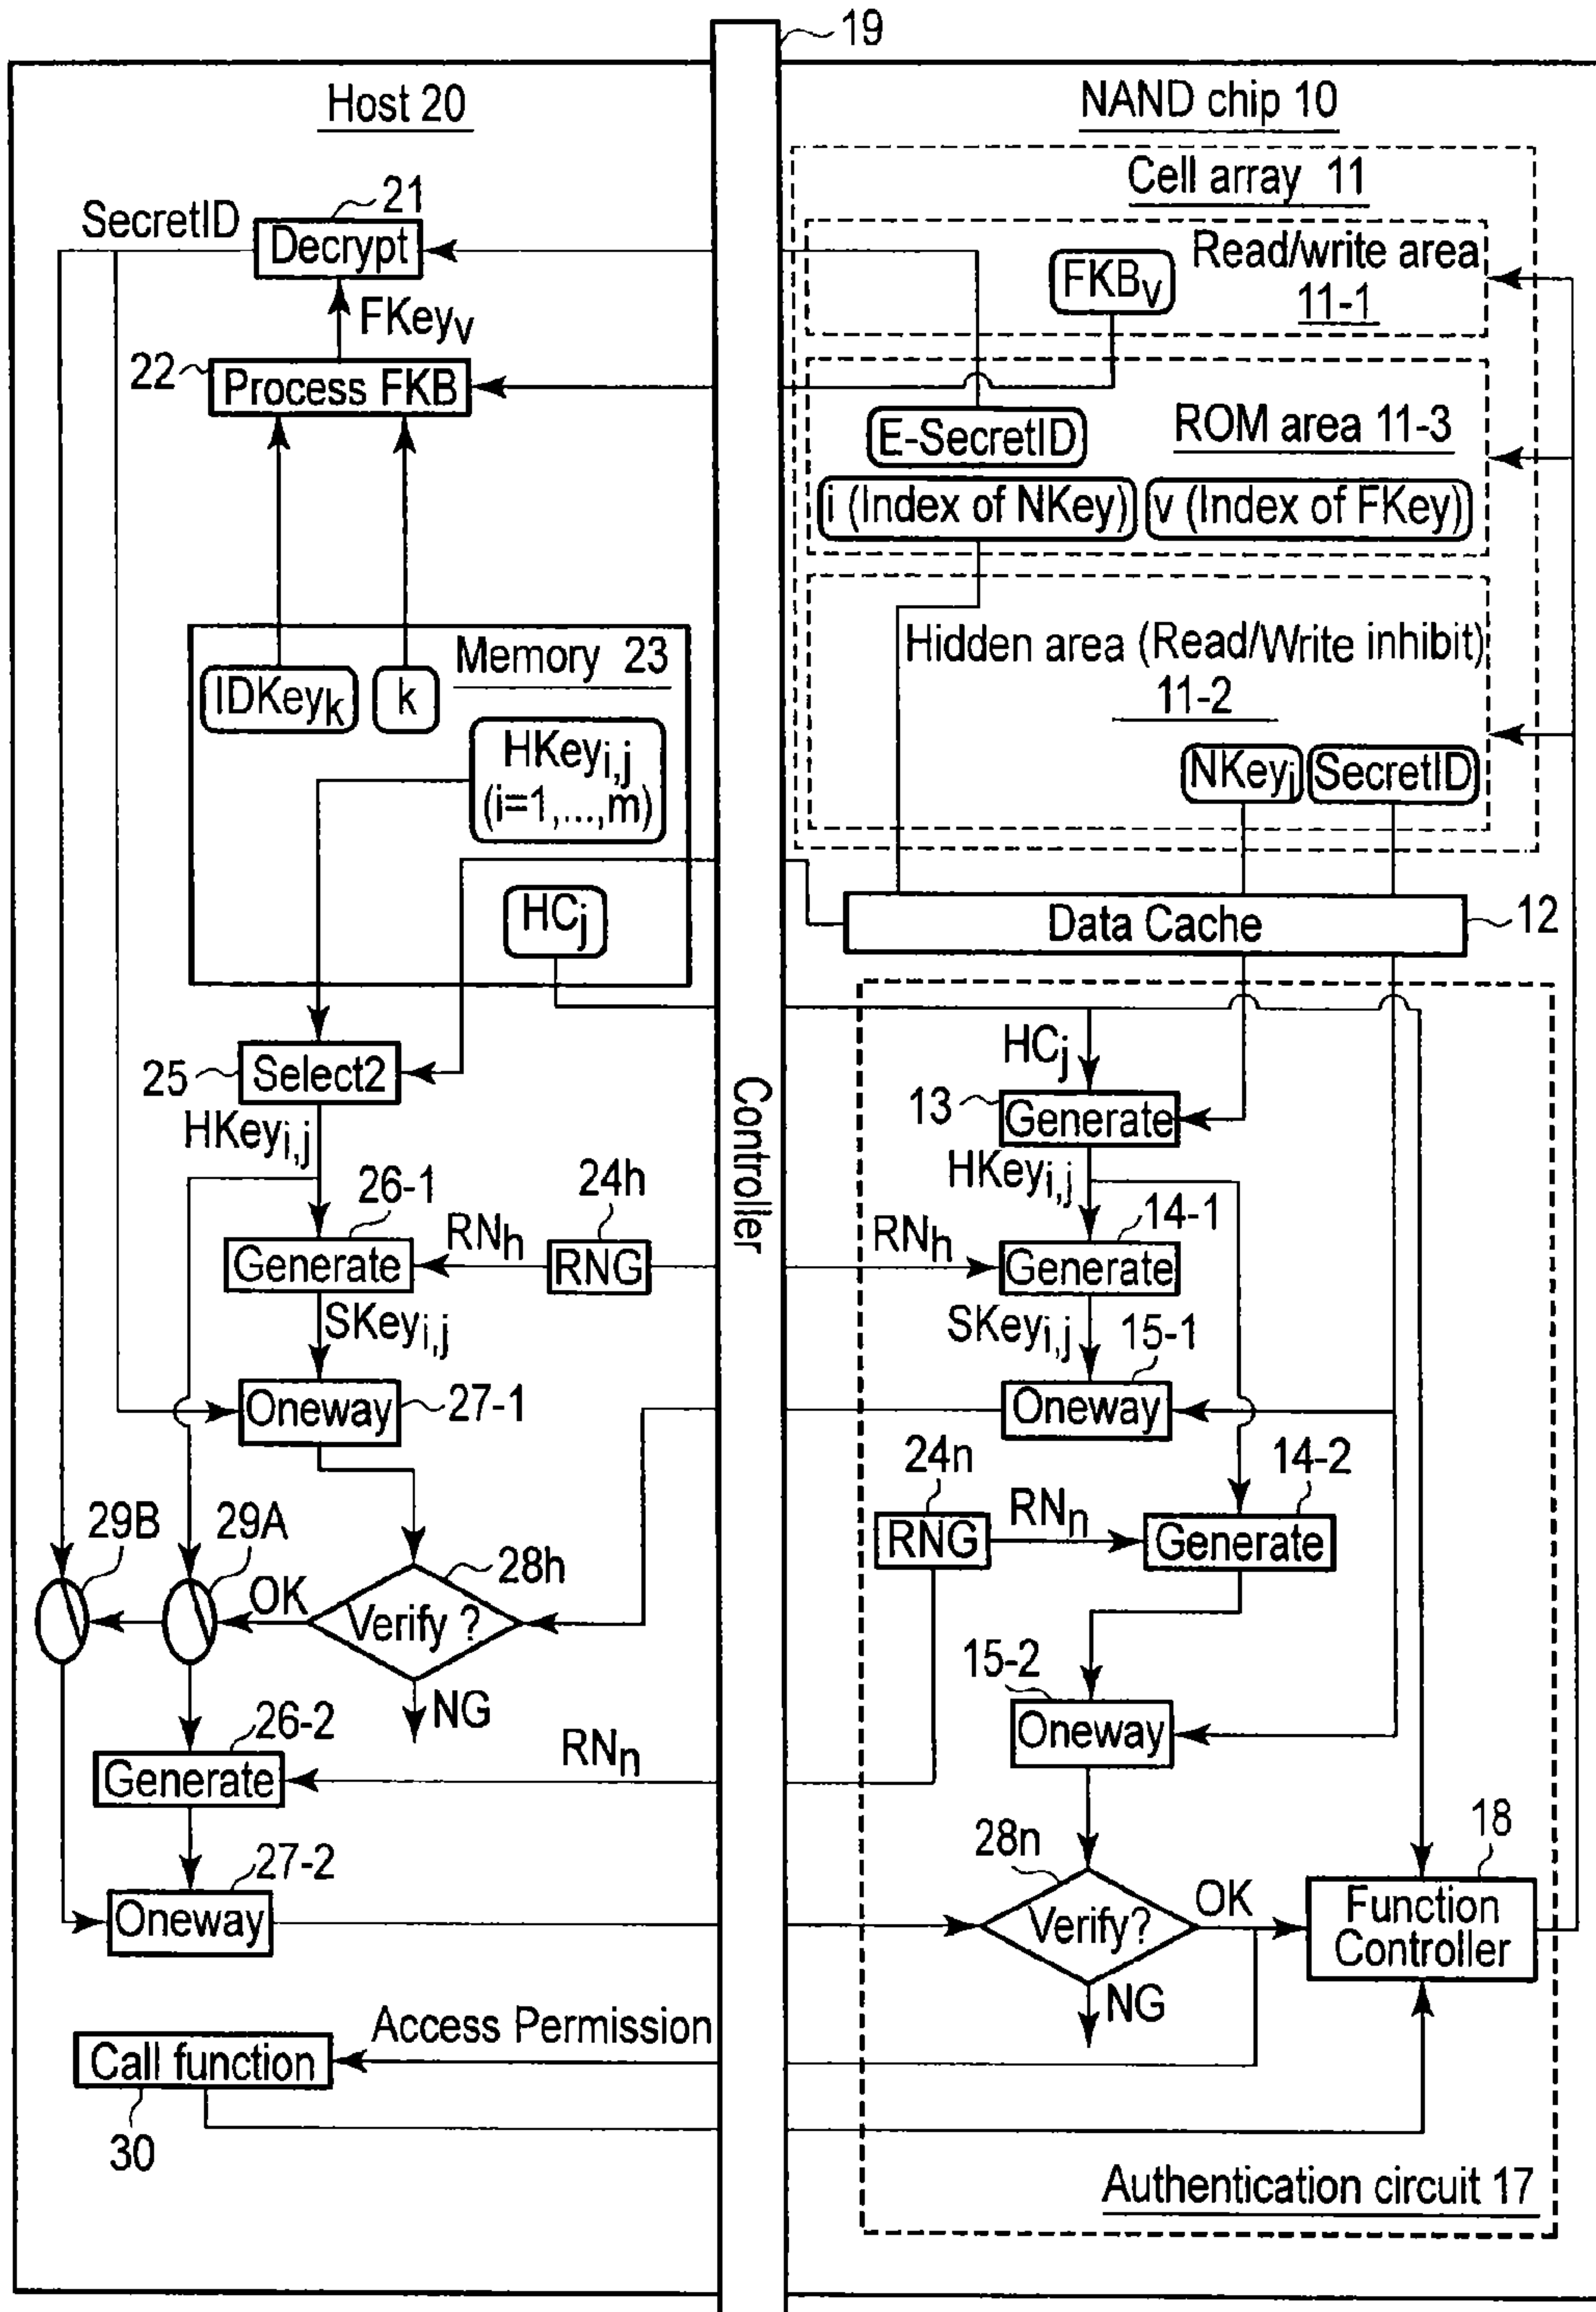 19
Host 20
NAND chip 10
Cell array 11
Read/write area
11-1
FKBv
SecretID
21
Decrypt
FKeyv
22
Process FKB
ROM area 11-3
E-SecretID
i (Index of NKey)
v (Index of FKey)
Memory 23
IDKeyk
k
HKeyi,j
(i=1,...,m)
HCj
Hidden area (Read/Write inhibit)
11-2
NKeyj
SecretID
Data Cache
12
Controller
25
Select2
HKeyi,j
26-1
Generate
RNh
24h
RNG
SKeyi,j
Oneway
27-1
HCj
13
Generate
HKeyi,j
14-1
RNh
Generate
SKeyi,j
15-1
Oneway
24n
RNG
RNn
14-2
Generate
29B
29A
OK
28h
Verify ?
NG
15-2
Oneway
26-2
Generate
RNn
27-2
Oneway
28n
Verify?
OK
NG
18
Function
Controller
Access Permission
Call function
30
Authentication circuit 17